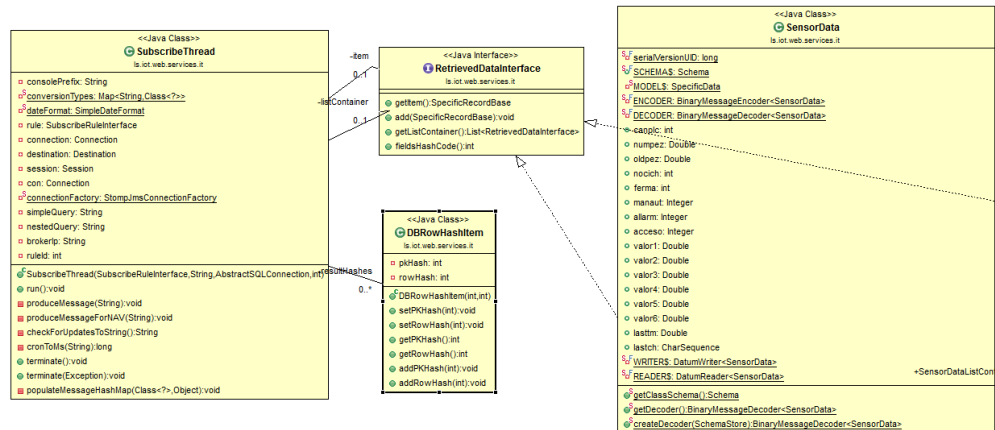 <<Java Class>>
SubscribeThread
ls.iot.web.services.it
consolePrefix: String
conversionTypes: Map<String,Class<?>>
dateFormat: SimpleDateFormat
rule: SubscribeRuleInterface
connection: Connection
destination: Destination
session: Session
con: Connection
connectionFactory: StompJmsConnectionFactory
simpleQuery: String
nestedQuery: String
brokerIp: String
ruleId: int
SubscribeThread(SubscribeRuleInterface,String,AbstractSQLConnection,int)
run():void
produceMessage(String):void
produceMessageForNAV(String):void
checkForUpdatesToString():String
cronToMs(String):long
terminate():void
terminate(Exception):void
populateMessageHashMap(Class<?>,Object):void
-item
0..1
-listContainer
0..1
-resultHashes
0..*
<<Java Interface>>
RetrievedDataInterface
ls.iot.web.services.it
getItem():SpecificRecordBase
add(SpecificRecordBase):void
getListContainer():List<RetrievedDataInterface>
fieldsHashCode():int
<<Java Class>>
DBRowHashItem
ls.iot.web.services.it
pkHash: int
rowHash: int
DBRowHashItem(int,int)
setPKHash(int):void
setRowHash(int):void
getPKHash():int
getRowHash():int
addPKHash(int):void
addRowHash(int):void
<<Java Class>>
SensorData
ls.iot.web.services.it
serialVersionUID: long
SCHEMA$: Schema
MODEL$: SpecificData
ENCODER: BinaryMessageEncoder<SensorData>
DECODER: BinaryMessageDecoder<SensorData>
canplc: int
numpez: Double
oldpez: Double
nocich: int
ferma: int
manaut: Integer
allarm: Integer
acceso: Integer
valor1: Double
valor2: Double
valor3: Double
valor4: Double
valor5: Double
valor6: Double
lasttm: Double
lastch: CharSequence
WRITER$: DatumWriter<SensorData>
READER$: DatumReader<SensorData>
+SensorDataListCont
getClassSchema():Schema
getDecoder():BinaryMessageDecoder<SensorData>
createDecoder(SchemaStore):BinaryMessageDecoder<SensorData>